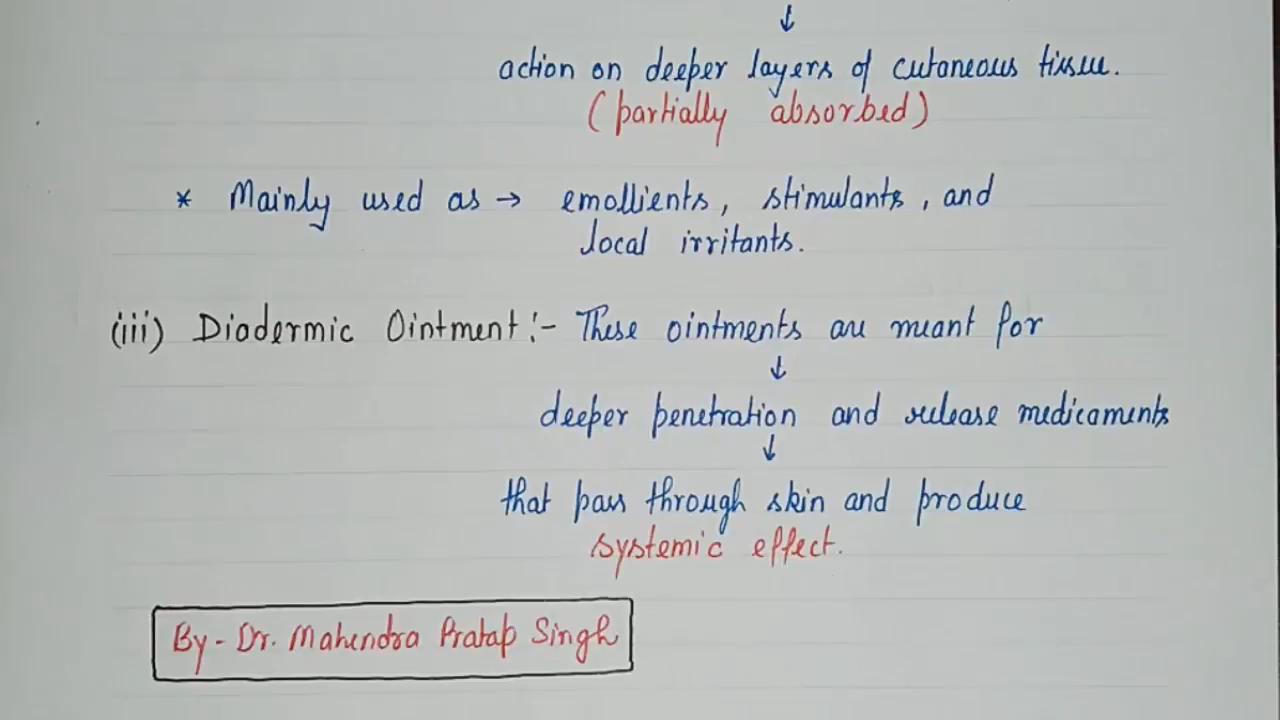 ↓
action on deeper layers of cutaneous tissue.
(partially absorbed)
* Mainly used as → emollients, stimulants, and
local irritants.
(iii) Diadermic Ointment :- These ointments are meant for
↓
deeper penetration and release medicaments
↓
that pass through skin and produce
systemic effect.
By - Dr. Mahendra Pratap Singh